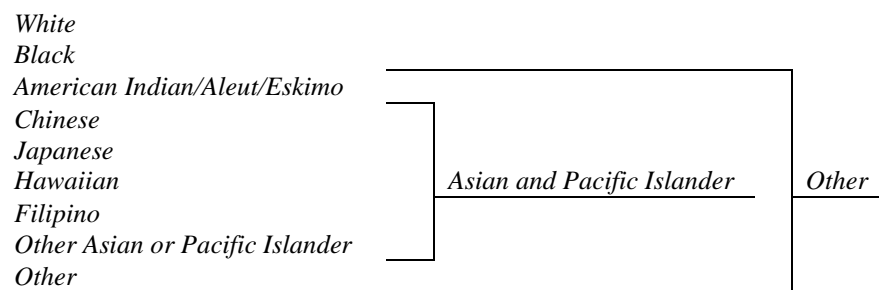 White
Black
American Indian/Aleut/Eskimo
Chinese
Japanese
Hawaiian Asian and Pacific Islander Other
Filipino
Other Asian or Pacific Islander
Other